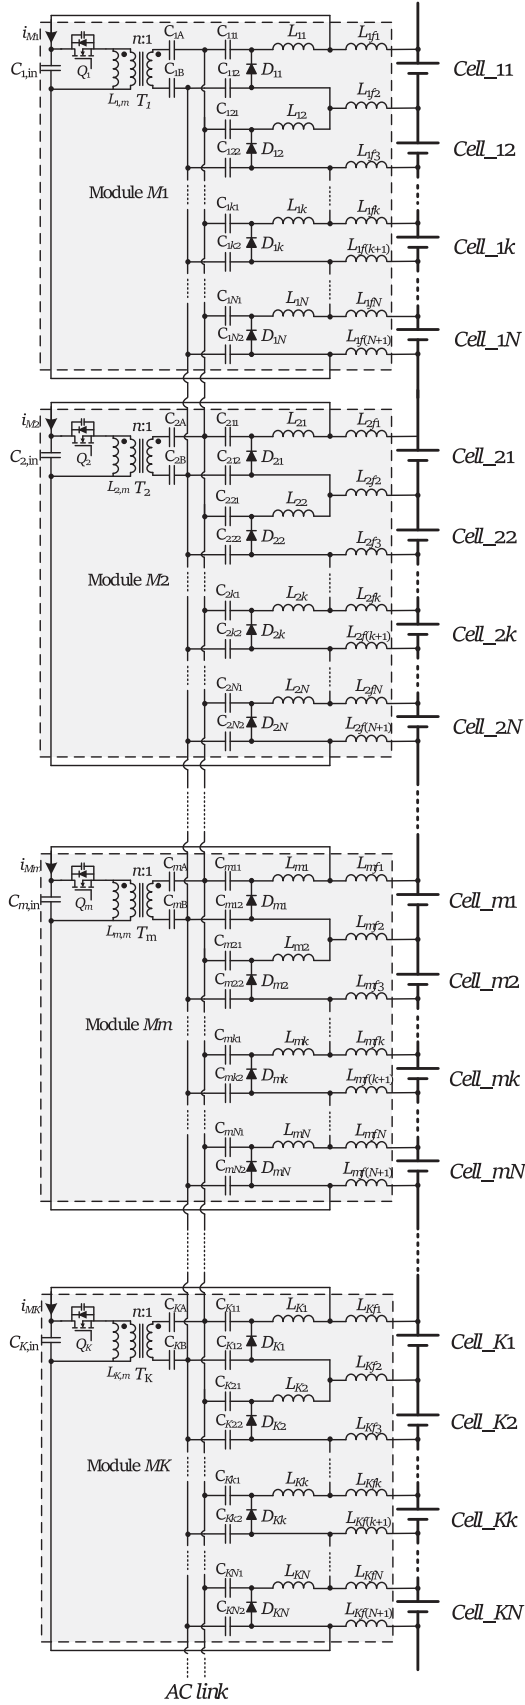 i_M1 n:1 C_1A C_111 L_11 L_1f1
C_1,in Q_1 C_1B C_112 D_11 Cell_11
L_1,m T_1 L_1f2
C_121 L_12
C_122 D_12 L_1f3 Cell_12
Module M1
C_1k1 L_1k L_1fk
C_1k2 D_1k L_1f(k+1) Cell_1k
C_1N1 L_1N L_1fN
C_1N2 D_1N L_1f(N+1) Cell_1N
i_M2 n:1 C_2A C_211 L_21 L_2f1
C_2,in Q_2 C_2B C_212 D_21 Cell_21
L_2,m T_2 L_2f2
C_221 L_22
C_222 D_22 L_2f3 Cell_22
Module M2
C_2k1 L_2k L_2fk
C_2k2 D_2k L_2f(k+1) Cell_2k
C_2N1 L_2N L_2fN
C_2N2 D_2N L_2f(N+1) Cell_2N
i_Mm n:1 C_mA C_m11 L_m1 L_mf1
C_m,in Q_m C_mB C_m12 D_m1 Cell_m1
L_m,m T_m L_mf2
C_m21 L_m2
C_m22 D_m2 L_mf3 Cell_m2
Module Mm
C_mk1 L_mk L_mfk
C_mk2 D_mk L_mf(k+1) Cell_mk
C_mN1 L_mN L_mfN
C_mN2 D_mN L_mf(N+1) Cell_mN
i_MK n:1 C_KA C_K11 L_K1 L_Kf1
C_K,in Q_K C_KB C_K12 D_K1 Cell_K1
L_K,m T_K L_Kf2
C_K21 L_K2
C_K22 D_K2 L_Kf3 Cell_K2
Module MK
C_Kk1 L_Kk L_Kfk
C_Kk2 D_Kk L_Kf(k+1) Cell_Kk
C_KN1 L_KN L_KfN
C_KN2 D_KN L_Kf(N+1) Cell_KN
AC link